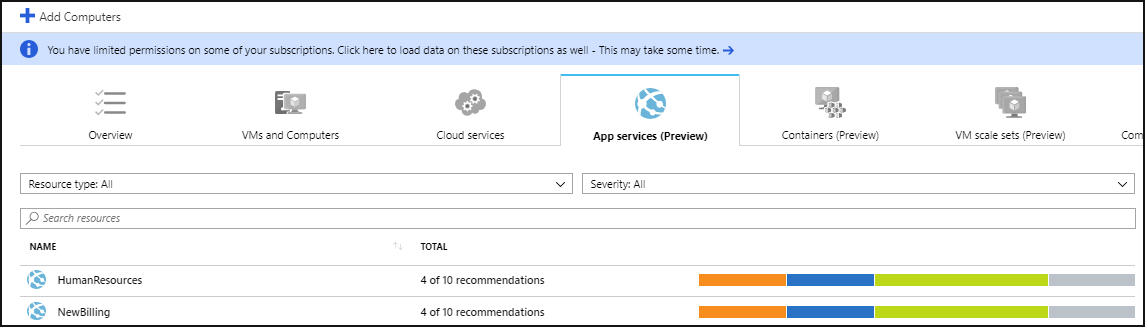 Add Computers
You have limited permissions on some of your subscriptions. Click here to load data on these subscriptions as well - This may take some time. →
Overview
VMs and Computers
Cloud services
App services (Preview)
Containers (Preview)
VM scale sets (Preview)
Com
Resource type: All
Severity: All
Search resources
NAME TOTAL
HumanResources 4 of 10 recommendations
NewBilling 4 of 10 recommendations